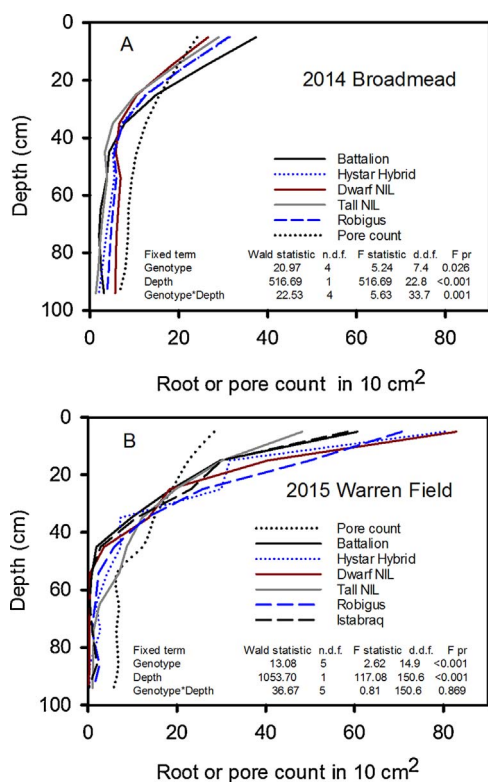 0
A
20
2014 Broadmead
40
Depth (cm)
Battalion
Hystar Hybrid
Dwarf NIL
60
Tall NIL
Robigus
Pore count
80
Fixed term Wald statistic n.d.f. F statistic d.d.f. F pr
Genotype 20.97 4 5.24 7.4 0.026
Depth 516.69 1 516.69 22.8 <0.001
Genotype*Depth 22.53 4 5.63 33.7 0.001
100
0 20 40 60 80
Root or pore count in 10 cm2
0
B
20
2015 Warren Field
40
Depth (cm)
Pore count
Battalion
Hystar Hybrid
60
Dwarf NIL
Tall NIL
Robigus
Istabraq
80
Fixed term Wald statistic n.d.f. F statistic d.d.f. F pr
Genotype 13.08 5 2.62 14.9 <0.001
Depth 1053.70 1 117.08 150.6 <0.001
Genotype*Depth 36.67 5 0.81 150.6 0.869
100
0 20 40 60 80
Root or pore count in 10 cm2